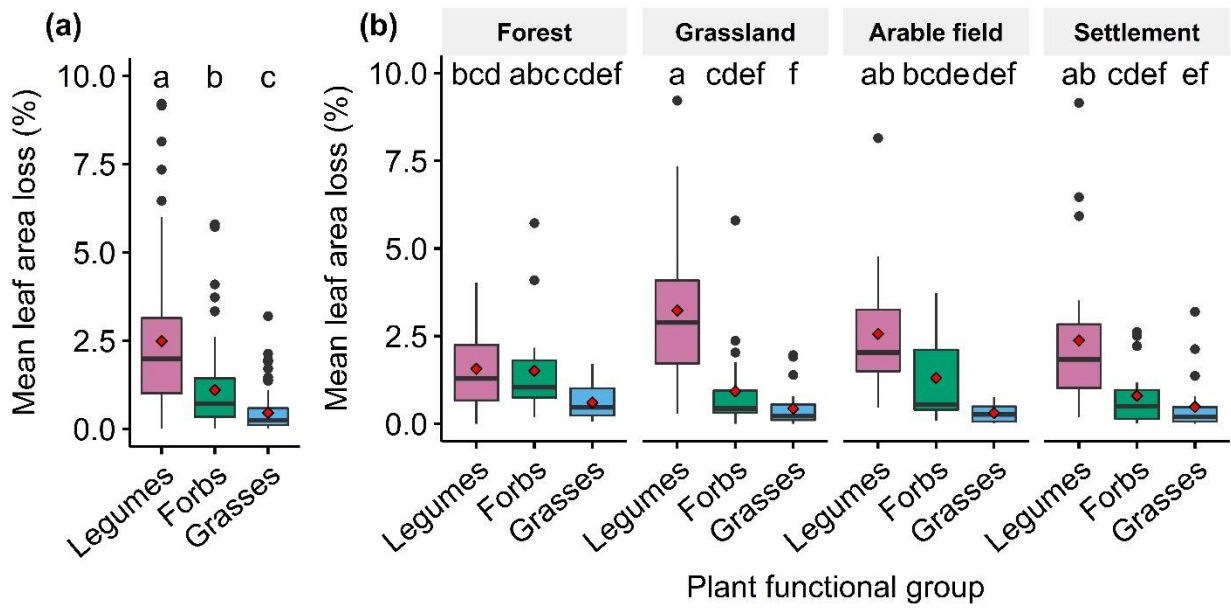 (a)
Mean leaf area loss (%)
10.0
7.5
5.0
2.5
0.0
a b c
Legumes
Forbs
Grasses
(b)
Forest Grassland Arable field Settlement
Mean leaf area loss (%)
10.0
7.5
5.0
2.5
0.0
bcd abc cdef a cdef f ab bcde def ab cdef ef
Legumes
Forbs
Grasses
Legumes
Forbs
Grasses
Legumes
Forbs
Grasses
Legumes
Forbs
Grasses
Plant functional group